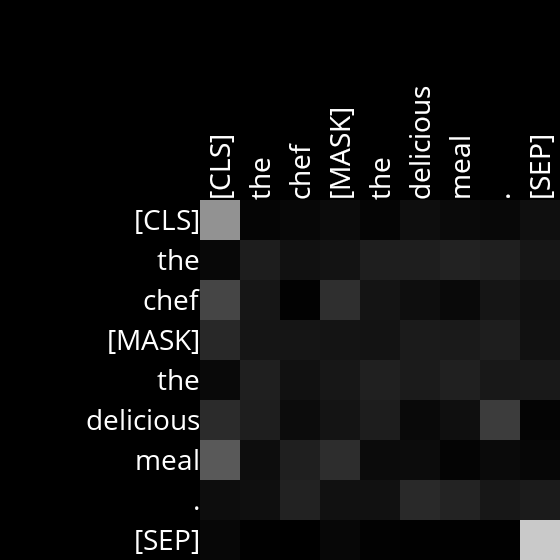 [CLS] the chef [MASK] the delicious meal . [SEP]
[CLS]
the
chef
[MASK]
the
delicious
meal
.
[SEP]